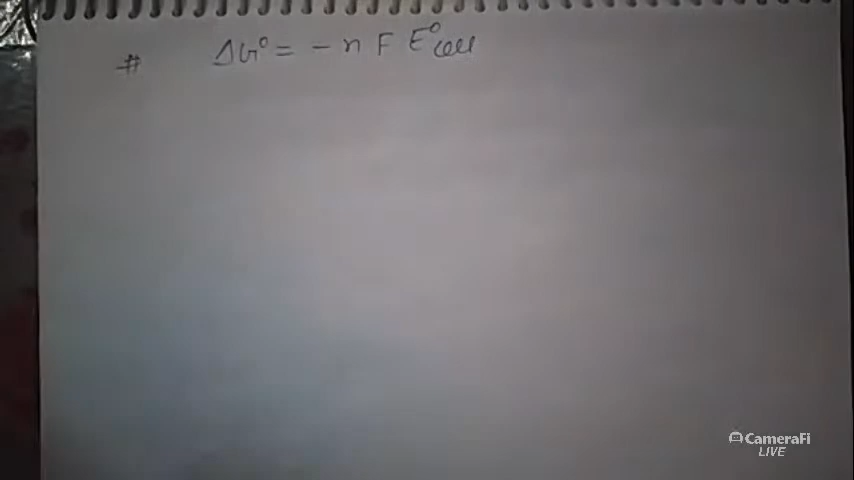 # ΔG° = - n F E°cell
CameraFi
LIVE